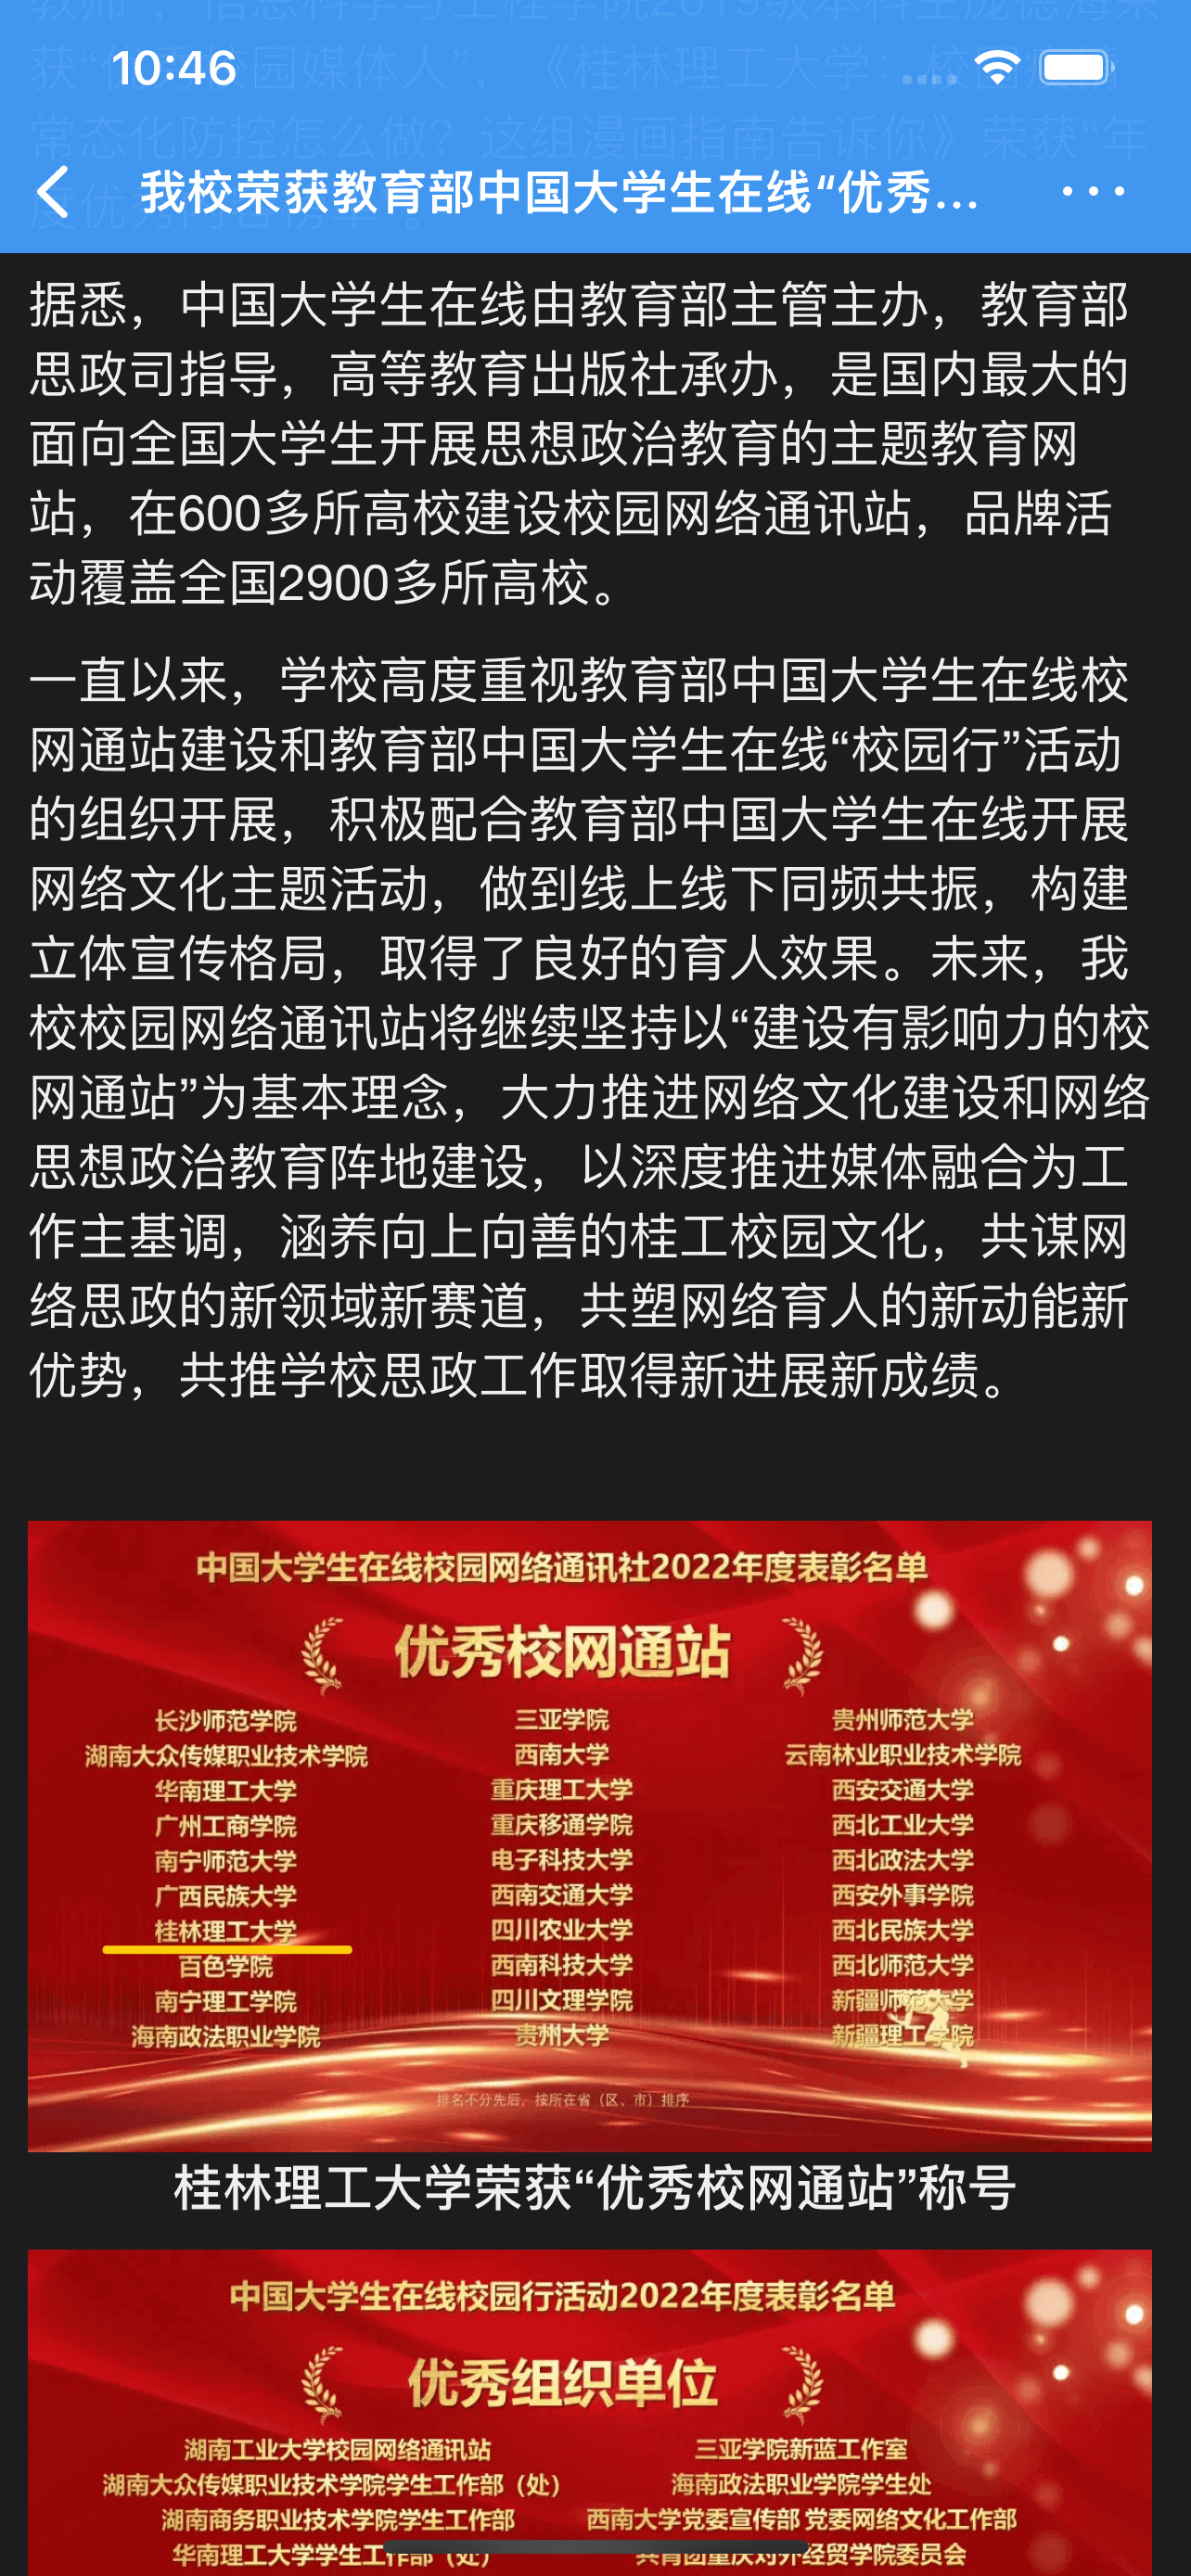 10:46
我校荣获教育部中国大学生在线“优秀...
据悉，中国大学生在线由教育部主管主办，教育部
思政司指导，高等教育出版社承办，是国内最大的
面向全国大学生开展思想政治教育的主题教育网
站，在600多所高校建设校园网络通讯站，品牌活
动覆盖全国2900多所高校。
一直以来，学校高度重视教育部中国大学生在线校
网通站建设和教育部中国大学生在线“校园行”活动
的组织开展，积极配合教育部中国大学生在线开展
网络文化主题活动，做到线上线下同频共振，构建
立体宣传格局，取得了良好的育人效果。未来，我
校校园网络通讯站将继续坚持以“建设有影响力的校
网通站”为基本理念，大力推进网络文化建设和网络
思想政治教育阵地建设，以深度推进媒体融合为工
作主基调，涵养向上向善的桂工校园文化，共谋网
络思政的新领域新赛道，共塑网络育人的新动能新
优势，共推学校思政工作取得新进展新成绩。
中国大学生在线校园网络通讯社2022年度表彰名单
优秀校网通站
长沙师范学院
湖南大众传媒职业技术学院
华南理工大学
广州工商学院
南宁师范大学
广西民族大学
桂林理工大学
百色学院
南宁理工学院
海南政法职业学院
三亚学院
西南大学
重庆理工大学
重庆移通学院
电子科技大学
西南交通大学
四川农业大学
西南科技大学
四川文理学院
贵州大学
贵州师范大学
云南林业职业技术学院
西安交通大学
西北工业大学
西北政法大学
西安外事学院
西北民族大学
西北师范大学
新疆师范大学
新疆理工学院
排名不分先后，按所在省（区、市）排序
桂林理工大学荣获“优秀校网通站”称号
中国大学生在线校园行活动2022年度表彰名单
优秀组织单位
湖南工业大学校园网络通讯站
湖南大众传媒职业技术学院学生工作部（处）
湖南商务职业技术学院学生工作部
华南理工大学学生工作部（处）
三亚学院新蓝工作室
海南政法职业学院学生处
西南大学党委宣传部 党委网络文化工作部
共青团重庆对外经贸学院委员会